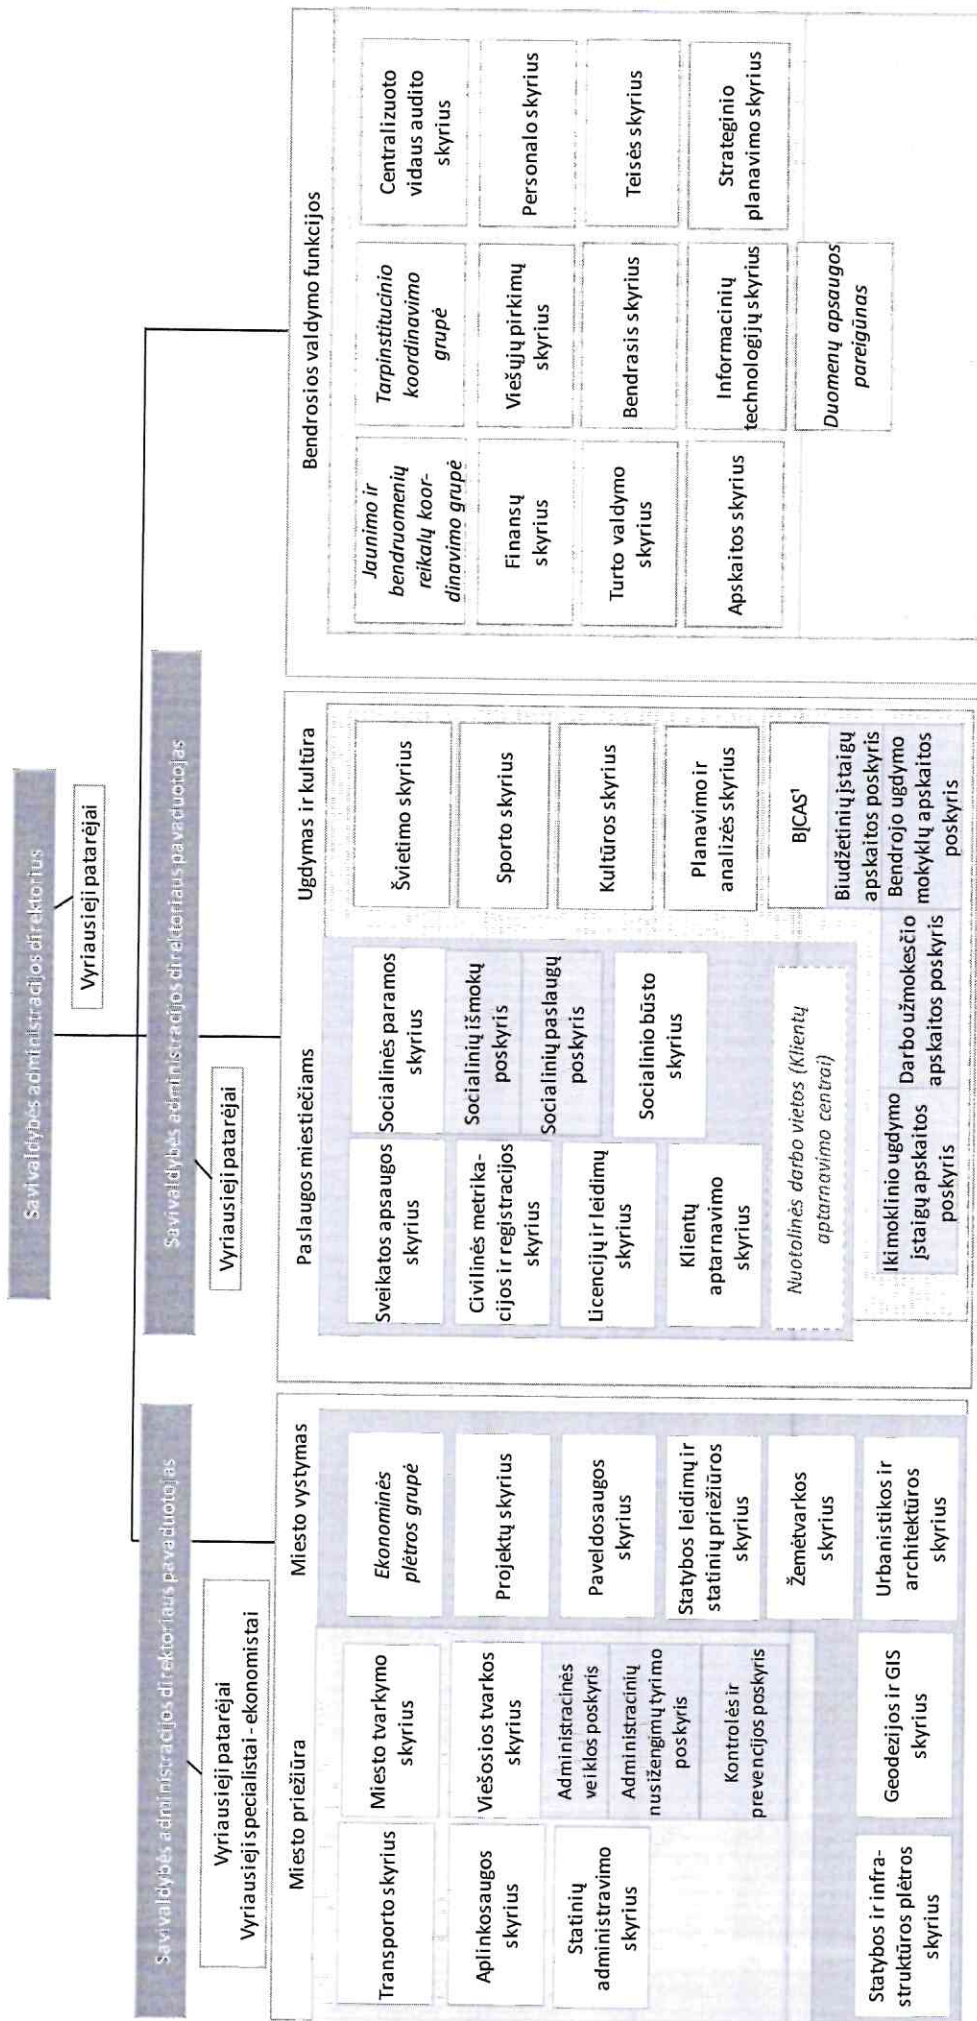 Savivaldybės administracijos direktorius
Vyriausieji patarėjai
Savivaldybės administracijos direktoriaus pavaduotojas
Vyriausieji patarėjai
Vyriausieji specialistai - ekonomistai
Miesto priežiūra
Transporto skyrius
Miesto tvarkymo
skyrius
Aplinkosaugos
skyrius
Viešosios tvarkos
skyrius
Administracinės
veiklos poskyris
Administracinių
nusižengimų tyrimo
poskyris
Kontrolės ir
prevencijos poskyris
Statinių
administravimo
skyrius
Miesto vystymas
Ekonominės
plėtros grupė
Projektų skyrius
Paveldosaugos
skyrius
Statybos leidimų ir
statinių priežiūros
skyrius
Žemėtvarkos
skyrius
Urbanistikos ir
architektūros
skyrius
Geodezijos ir GIS
skyrius
Statybos ir infra-
struktūros plėtros
skyrius
Savivaldybės administracijos direktoriaus pavaduotojas
Vyriausieji patarėjai
Paslaugos miestiečiams
Sveikatos apsaugos
skyrius
Socialinės paramos
skyrius
Socialinių išmokų
poskyris
Socialinių paslaugų
poskyris
Civilinės metrika-
cijos ir registracijos
skyrius
Licencijų ir leidimų
skyrius
Socialinio būsto
skyrius
Klientų
aptarnavimo
skyrius
Nuotolinės darbo vietos (Klientų
aptarnavimo centrai)
Ugdymas ir kultūra
Švietimo skyrius
Sporto skyrius
Kultūros skyrius
Planavimo ir
analizės skyrius
BĮCAS¹
Biudžetinių įstaigų
apskaitos poskyris
Bendrojo ugdymo
mokyklų apskaitos
poskyris
Darbo užmokesčio
apskaitos poskyris
Ikimoklinio ugdymo
įstaigų apskaitos
poskyris
Bendrosios valdymo funkcijos
Jaunimo ir
bendruomenių
reikalų koor-
dinavimo grupė
Tarpinstitucinio
koordinavimo
grupė
Centralizuoto
vidaus audito
skyrius
Finansų
skyrius
Viešųjų pirkimų
skyrius
Personalo skyrius
Turto valdymo
skyrius
Bendrasis skyrius
Teisės skyrius
Apskaitos skyrius
Informacinių
technologijų skyrius
Strateginio
planavimo skyrius
Duomenų apsaugos
pareigūnas